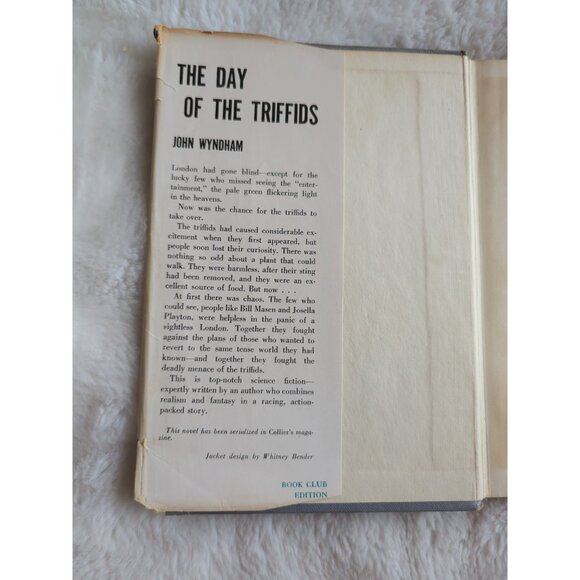 THE DAY
OF THE TRIFFIDS
JOHN WYNDHAM
London had gone blind—except for the
lucky few who missed seeing the "enter-
tainment," the pale green flickering light
in the heavens.
Now was the chance for the triffids to
take over.
The triffids had caused considerable ex-
citement when they first appeared, but
people soon lost their curiosity. There was
nothing so odd about a plant that could
walk. They were harmless, after their sting
had been removed, and they were an ex-
cellent source of food. But now . . .
At first there was chaos. The few who
could see, people like Bill Masen and Josella
Playton, were helpless in the panic of a
sightless London. Together they fought
against the plans of those who wanted to
revert to the same tense world they had
known—and together they fought the
deadly menace of the triffids.
This is top-notch science fiction—
expertly written by an author who combines
realism and fantasy in a racing, action-
packed story.
This novel has been serialized in Collier's maga-
zine.
Jacket design by Whitney Bender
BOOK CLUB
EDITION